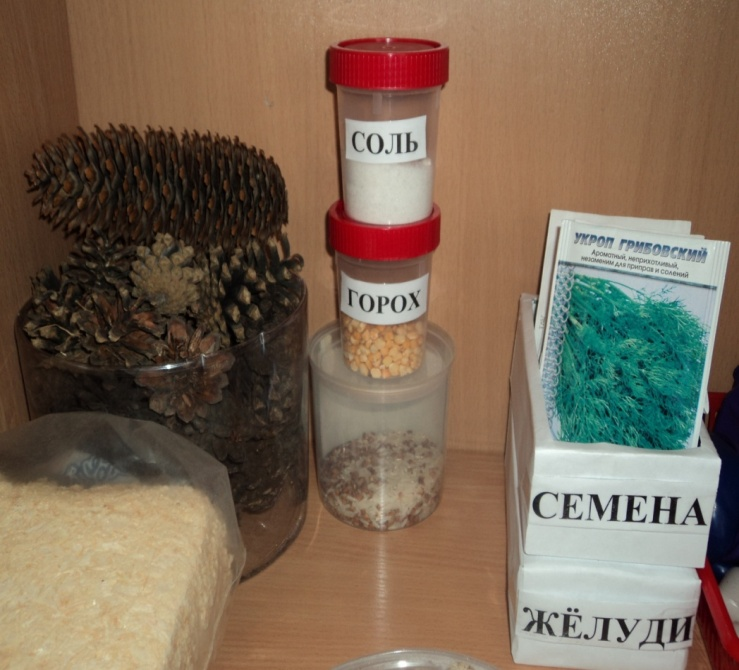 СОЛЬ
ГОРОХ
УКРОП ГРИБОВСКИЙ
Ароматный, неприхотливый,
незаменим для приправ и солений
СЕМЕНА
ЖЁЛУДИ